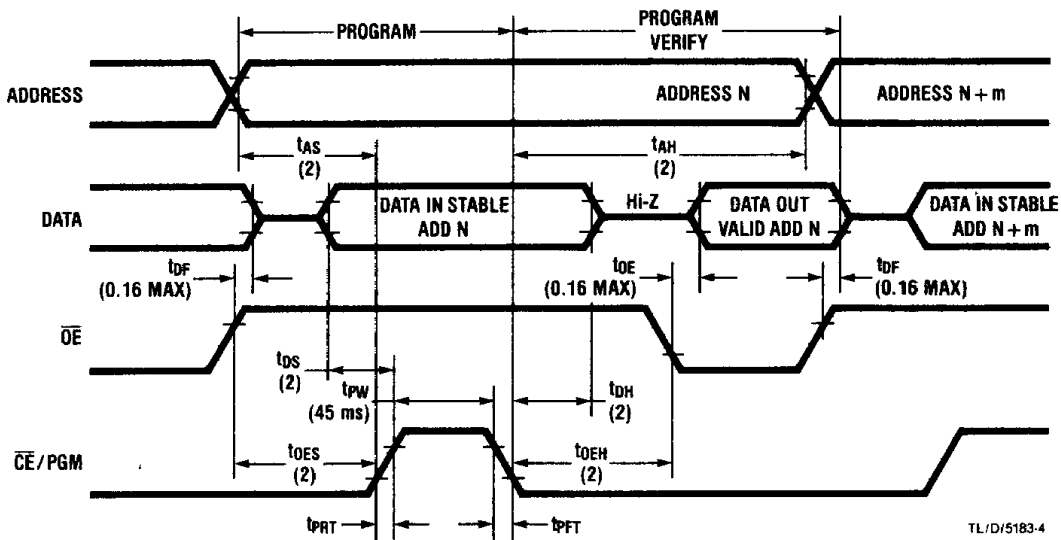 PROGRAM
PROGRAM
VERIFY
ADDRESS
ADDRESS N
ADDRESS N + m
tAS
(2)
tAH
(2)
DATA
DATA IN STABLE
ADD N
Hi-Z
DATA OUT
VALID ADD N
DATA IN STABLE
ADD N + m
tDF
(0.16 MAX)
tOE
(0.16 MAX)
tDF
(0.16 MAX)
OE
tDS
(2)
tPW
(45 ms)
tDH
(2)
CE/PGM
tOES
(2)
tOEH
(2)
tPRT
tPFT
TL/D/5183-4